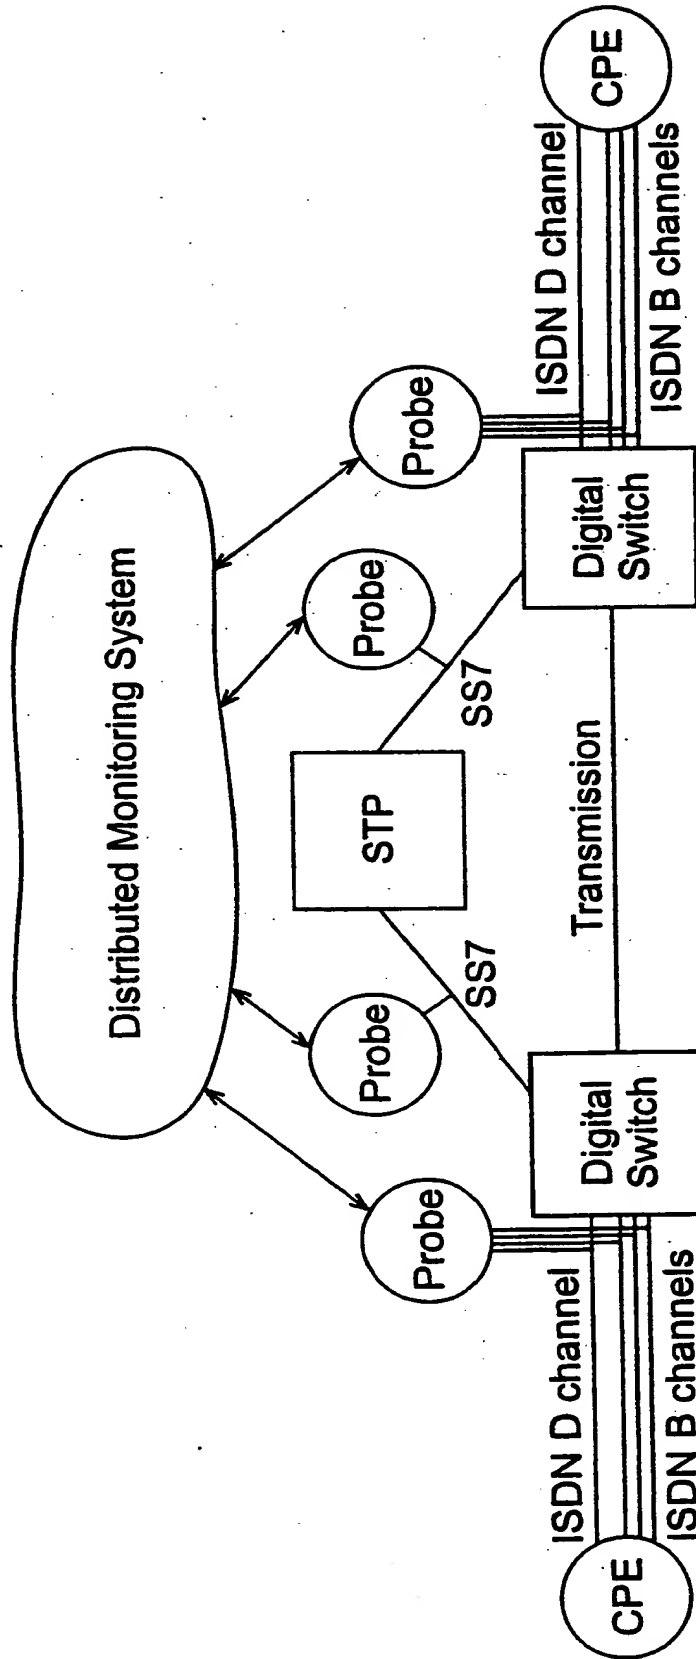 Distributed Monitoring System
Probe
Probe
Probe
Probe
STP
SS7
SS7
CPE
ISDN D channel
ISDN B channels
Digital
Switch
Transmission
Digital
Switch
ISDN D channel
ISDN B channels
CPE